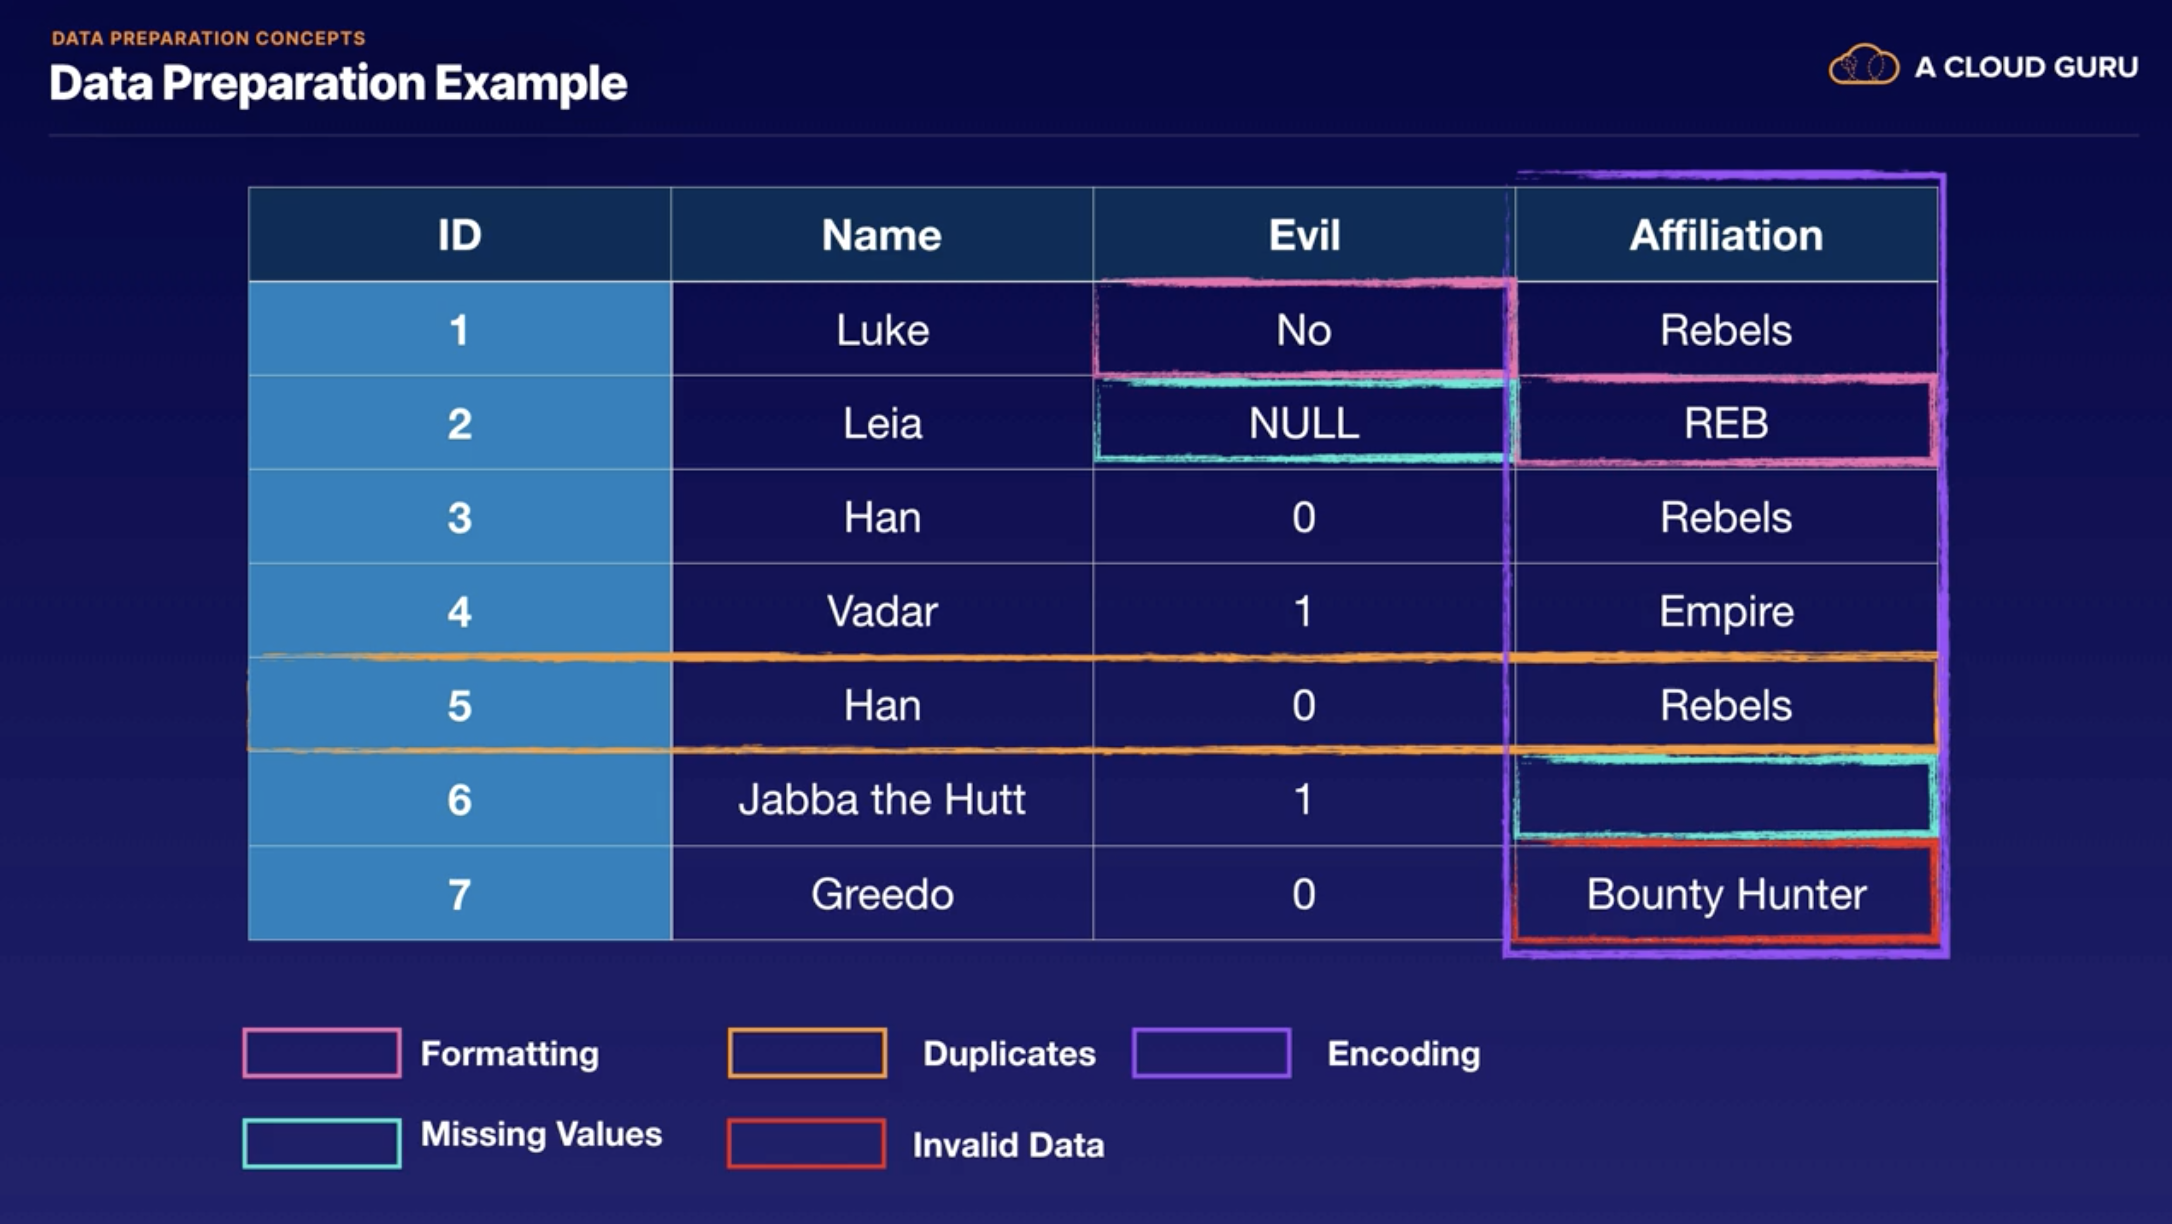 DATA PREPARATION CONCEPTS
Data Preparation Example
A CLOUD GURU
ID Name Evil Affiliation
1 Luke No Rebels
2 Leia NULL REB
3 Han 0 Rebels
4 Vadar 1 Empire
5 Han 0 Rebels
6 Jabba the Hutt 1
7 Greedo 0 Bounty Hunter
Formatting Duplicates Encoding
Missing Values Invalid Data